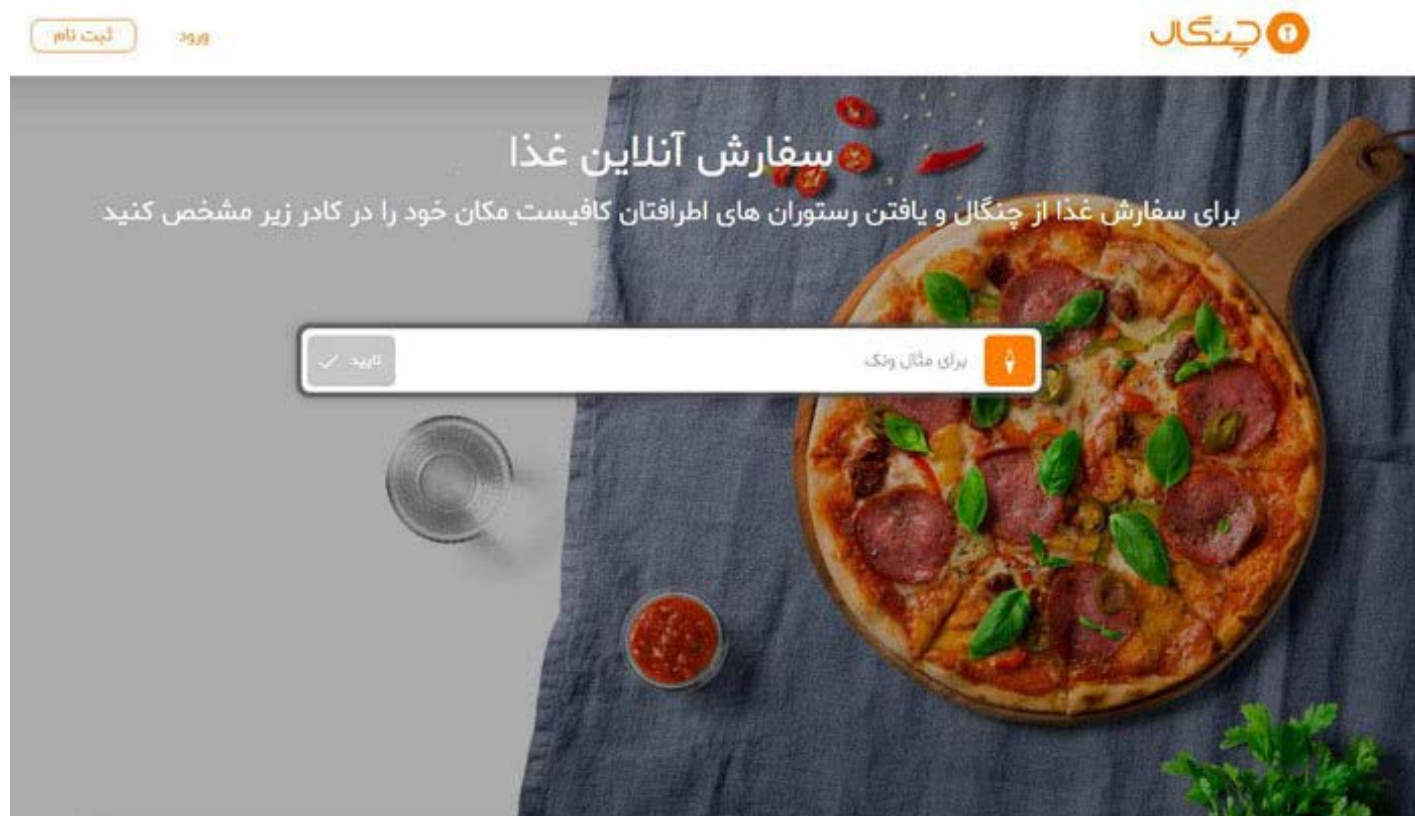 چنگال
ورود
ثبت نام
سفارش آنلاین غذا
برای سفارش غذا از چنگال و یافتن رستوران های اطرافتان کافیست مکان خود را در کادر زیر مشخص کنید
برای مثال ونک
تایید